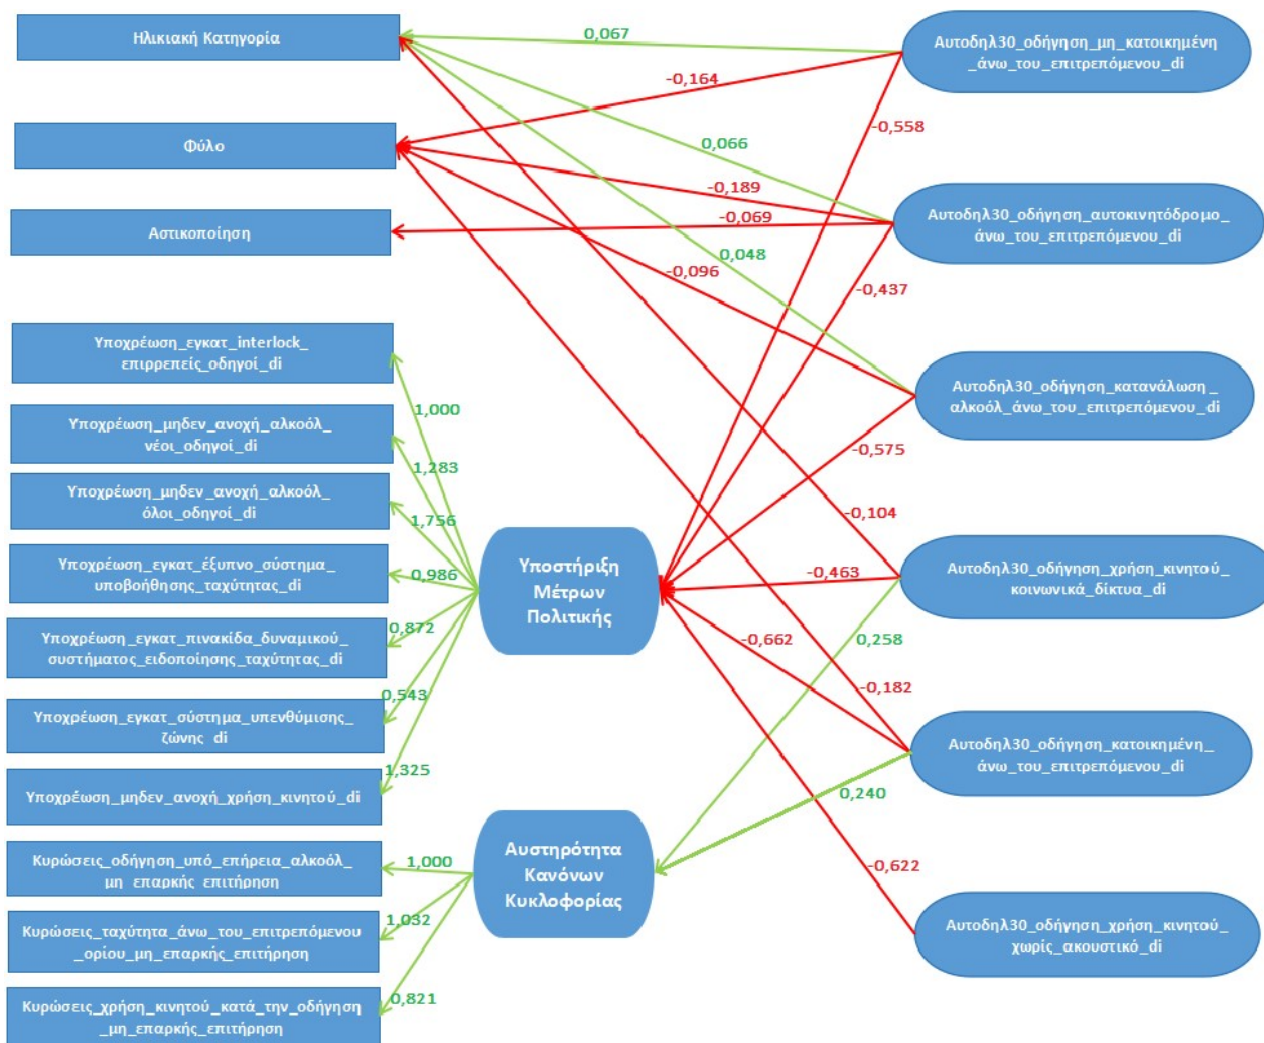 Ηλικιακή Κατηγορία
Φύλο
Αστικοποίηση
Υποχρέωση_εγκατ_interlock_
επιρρεπείς_οδηγοί_di
Υποχρέωση_μηδεν_ανοχή_αλκοόλ_
νέοι_οδηγοί_di
Υποχρέωση_μηδεν_ανοχή_αλκοόλ_
όλοι_οδηγοί_di
Υποχρέωση_εγκατ_έξυπνο_σύστημα_
υποβοήθησης_ταχύτητας_di
Υποχρέωση_εγκατ_πινακίδα_δυναμικού_
συστήματος_ειδοποίησης_ταχύτητας_di
Υποχρέωση_εγκατ_σύστημα_υπενθύμισης_
ζώνης_di
Υποχρέωση_μηδεν_ανοχή_χρήση_κινητού_di
Κυρώσεις_οδήγηση_υπό_επήρεια_αλκοόλ_
μη_επαρκής_επιτήρηση
Κυρώσεις_ταχύτητα_άνω_του_επιτρεπόμενου
_ορίου_μη_επαρκής_επιτήρηση
Κυρώσεις_χρήση_κινητού_κατά_την_οδήγηση
_μη_επαρκής_επιτήρηση
1,000
1,283
1,756
0,986
0,872
0,543
1,325
1,000
1,032
0,821
Υποστήριξη
Μέτρων
Πολιτικής
Αυστηρότητα
Κανόνων
Κυκλοφορίας
0,067
-0,164
-0,558
0,066
-0,189
-0,069
0,048
-0,096
-0,437
-0,575
-0,104
-0,463
0,258
-0,662
-0,182
0,240
-0,622
Αυτοδηλ30_οδήγηση_μη_κατοικημένη
_άνω_του_επιτρεπόμενου_di
Αυτοδηλ30_οδήγηση_αυτοκινητόδρομο_
άνω_του_επιτρεπόμενου_di
Αυτοδηλ30_οδήγηση_κατανάλωση_
αλκοόλ_άνω_του_επιτρεπόμενου_di
Αυτοδηλ30_οδήγηση_χρήση_κινητού_
κοινωνικά_δίκτυα_di
Αυτοδηλ30_οδήγηση_κατοικημένη_
άνω_του_επιτρεπόμενου_di
Αυτοδηλ30_οδήγηση_χρήση_κινητού_
χωρίς_ακουστικό_di